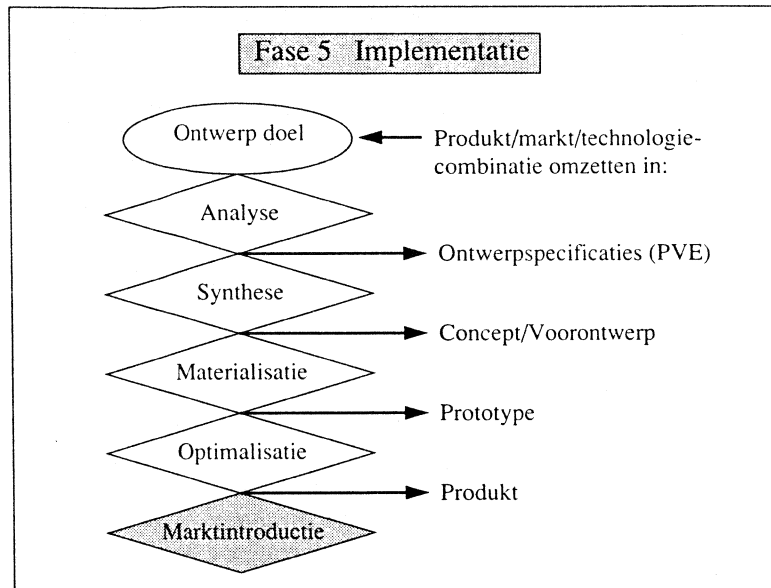 Fase 5 Implementatie
Ontwerp doel
Produkt/markt/technologie-
combinatie omzetten in:
Analyse
Ontwerpspecificaties (PVE)
Synthese
Concept/Voorontwerp
Materialisatie
Prototype
Optimalisatie
Produkt
Marktintroductie